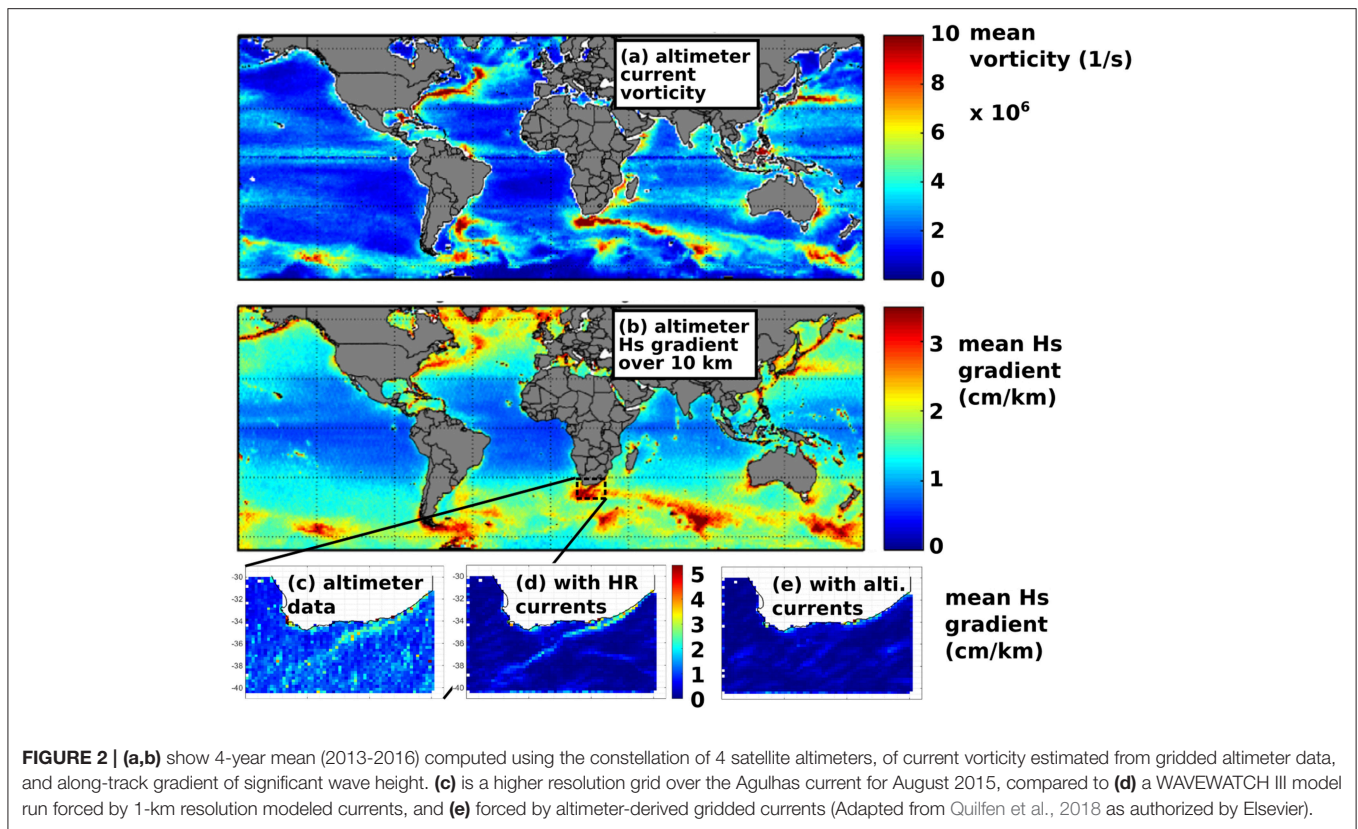 (a) altimeter
current
vorticity
10
8
6
4
2
0
mean
vorticity (1/s)
x 10⁶
(b) altimeter
Hs gradient
over 10 km
3
2
1
0
mean Hs
gradient
(cm/km)
(c) altimeter
data
-30
-32
-34
-36
-38
-40
(d) with HR
currents
-30
-32
-34
-36
-38
-40
5
4
3
2
1
0
(e) with alti.
currents
mean Hs
gradient
(cm/km)
FIGURE 2 | (a,b) show 4-year mean (2013-2016) computed using the constellation of 4 satellite altimeters, of current vorticity estimated from gridded altimeter data,
and along-track gradient of significant wave height. (c) is a higher resolution grid over the Agulhas current for August 2015, compared to (d) a WAVEWATCH III model
run forced by 1-km resolution modeled currents, and (e) forced by altimeter-derived gridded currents (Adapted from Quilfen et al., 2018 as authorized by Elsevier).